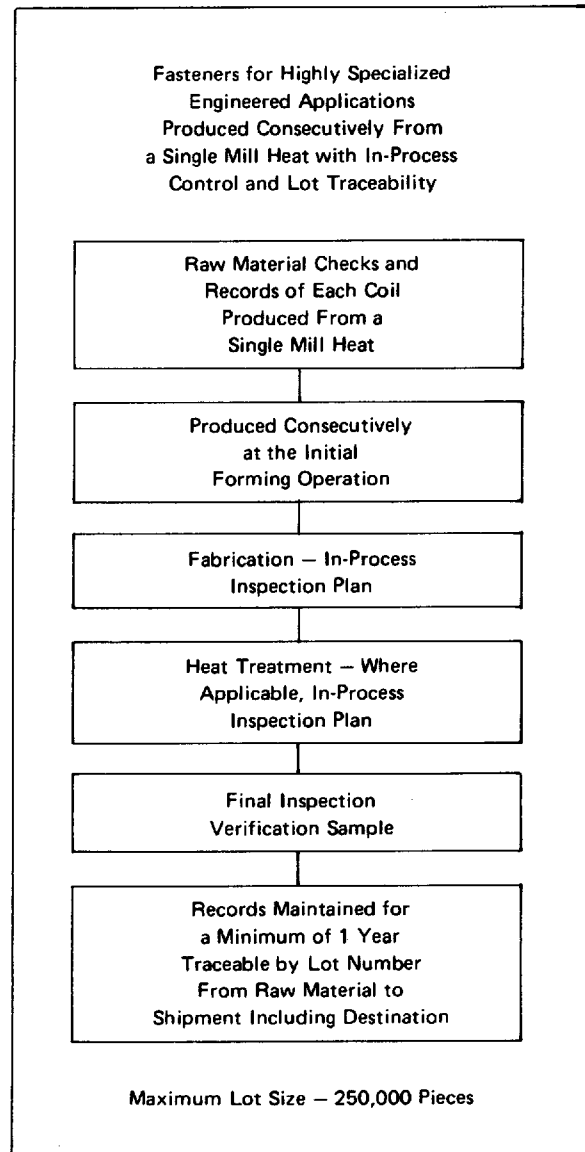 Fasteners for Highly Specialized
Engineered Applications
Produced Consecutively From
a Single Mill Heat with In-Process
Control and Lot Traceability
Raw Material Checks and
Records of Each Coil
Produced From a
Single Mill Heat
Produced Consecutively
at the Initial
Forming Operation
Fabrication — In-Process
Inspection Plan
Heat Treatment — Where
Applicable, In-Process
Inspection Plan
Final Inspection
Verification Sample
Records Maintained for
a Minimum of 1 Year
Traceable by Lot Number
From Raw Material to
Shipment Including Destination
Maximum Lot Size — 250,000 Pieces